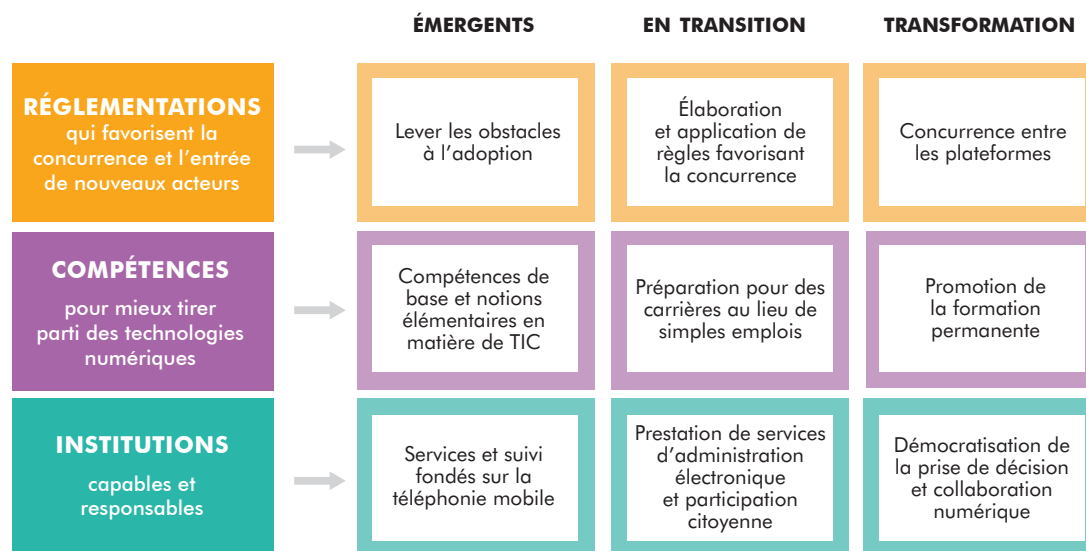 ÉMERGENTS
EN TRANSITION
TRANSFORMATION
RÉGLEMENTATIONS
qui favorisent la
concurrence et l'entrée
de nouveaux acteurs
Lever les obstacles
à l'adoption
Élaboration
et application de
règles favorisant
la concurrence
Concurrence entre
les plateformes
COMPÉTENCES
pour mieux tirer
parti des technologies
numériques
Compétences de
base et notions
élémentaires en
matière de TIC
Préparation pour des
carrières au lieu de
simples emplois
Promotion de
la formation
permanente
INSTITUTIONS
capables et
responsables
Services et suivi
fondés sur la
téléphonie mobile
Prestation de services
d'administration
électronique
et participation
citoyenne
Démocratisation de
la prise de décision
et collaboration
numérique